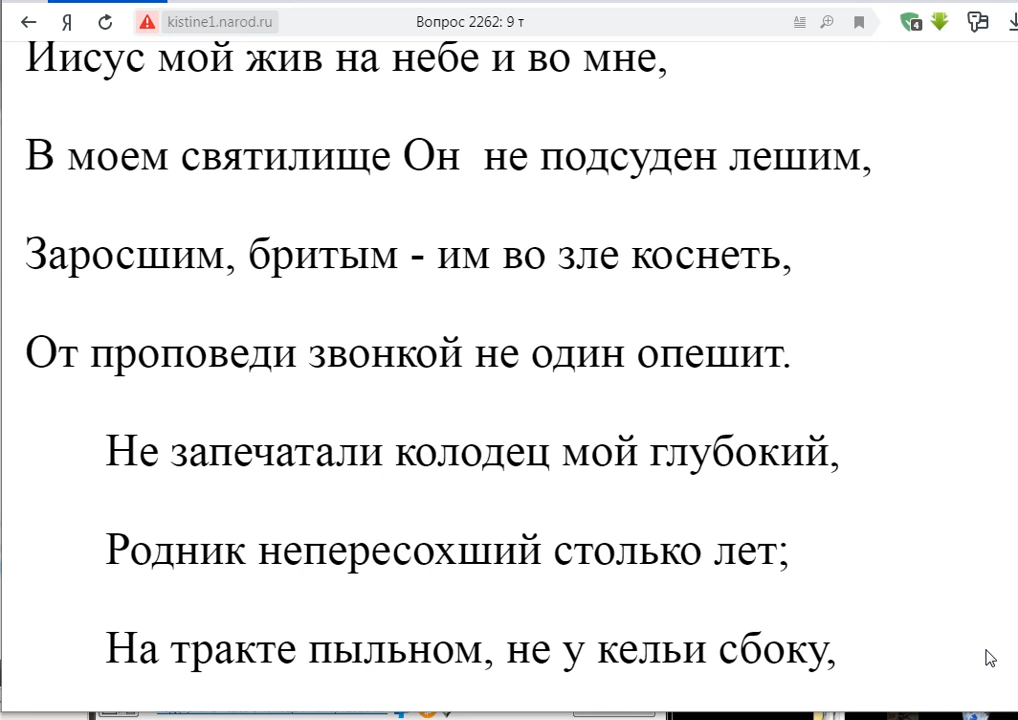 Я
kistine1.narod.ru
Вопрос 2262: 9 т
4
Иисус мой жив на небе и во мне,
В моем святилище Он  не подсуден лешим,
Заросшим, бритым - им во зле коснеть,
От проповеди звонкой не один опешит.
Не запечатали колодец мой глубокий,
Родник непересохший столько лет;
На тракте пыльном, не у кельи сбоку,